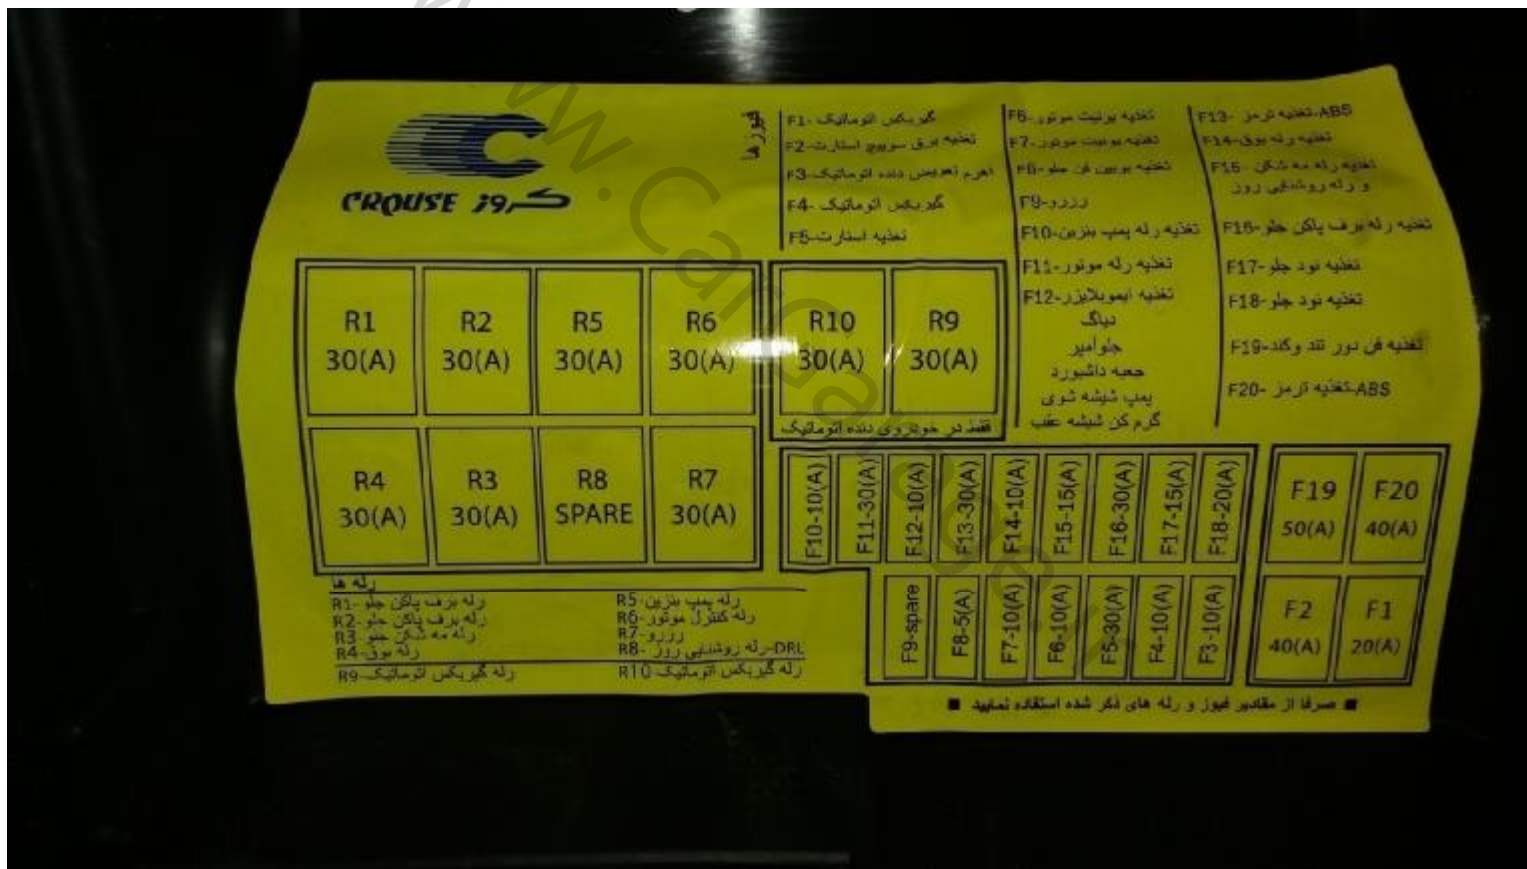 CROUSE کروز
فیوز ها
F1- گیربکس اتوماتیک
F2-تغذیه برق سوییچ استارت
F3-اهرم تعویض دنده اتوماتیک
F4- گیربکس اتوماتیک
F5-تغذیه استارت
F6-تغذیه یونیت موتور
F7-تغذیه یونیت موتور
F8-تغذیه بوبین فن جلو
F9-رزرو
F10-تغذیه رله پمپ بنزین
F11-تغذیه رله موتور
F12-تغذیه ایموبلایزر
دیاگ
جلوآمپر
جعبه داشبورد
پمپ شیشه شوی
گرم کن شیشه عقب
F13- تغذیه ترمز-ABS
F14-تغذیه رله بوق
F15- تغذیه رله مه شکن
و رله روشنایی روز
F16-تغذیه رله برف پاکن جلو
F17-تغذیه نود جلو
F18-تغذیه نود جلو
F19-تغذیه فن دور تند وکند
F20- تغذیه ترمز-ABS
R1 R2 R5 R6 R10 R9
30(A) 30(A) 30(A) 30(A) 30(A) 30(A)
فقط در خودروی دنده اتوماتیک
R4 R3 R8 R7
30(A) 30(A) SPARE 30(A)
F10-10(A)
F11-30(A)
F12-10(A)
F13-30(A)
F14-10(A)
F15-15(A)
F16-30(A)
F17-15(A)
F18-20(A)
F19 F20
50(A) 40(A)
F9-spare
F8-5(A)
F7-10(A)
F6-10(A)
F5-30(A)
F4-10(A)
F3-10(A)
F2 F1
40(A) 20(A)
رله ها
R1-رله برف پاکن جلو
R2-رله برف پاکن جلو
R3-رله مه شکن جلو
R4-رله بوق
R9-رله گیربکس اتوماتیک
R5-رله پمپ بنزین
R6-رله کنترل موتور
R7-رزرو
R8- رله روشنایی روز-DRL
R10-رله گیربکس اتوماتیک
■ صرفا از مقادیر فیوز و رله های ذکر شده استفاده نمایید ■
www.CarGarage.ir